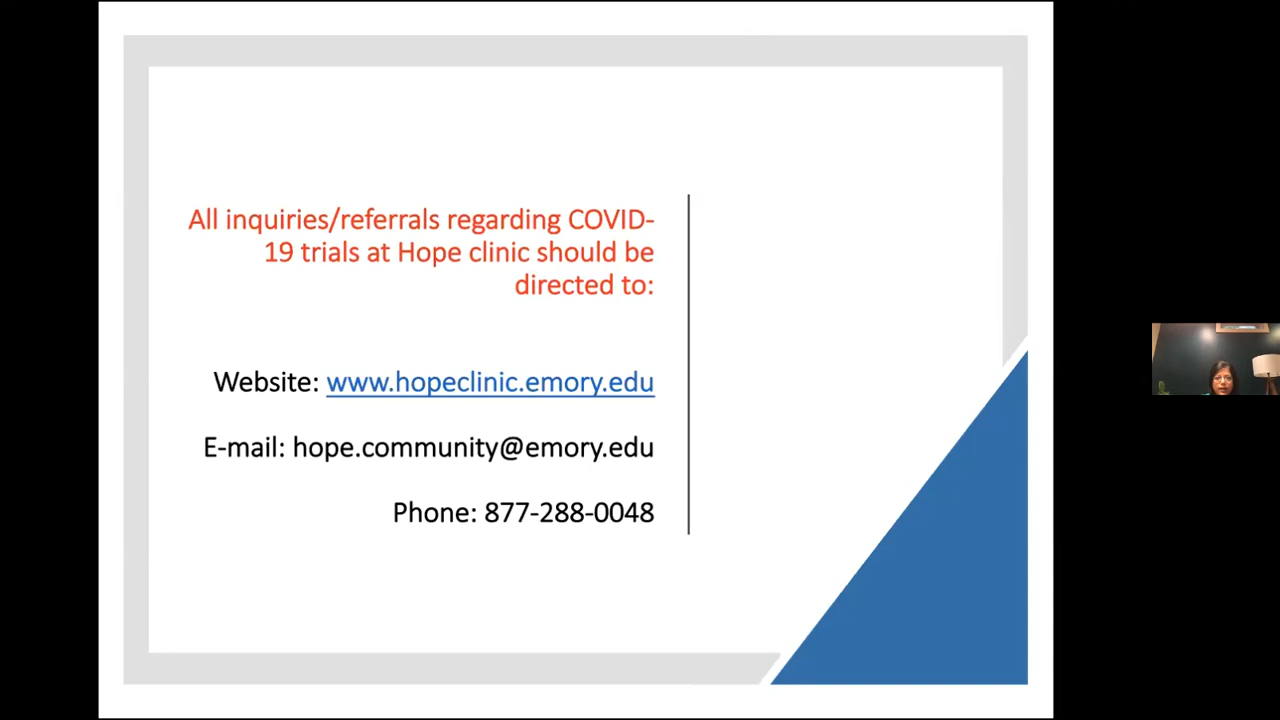 All inquiries/referrals regarding COVID-
19 trials at Hope clinic should be
directed to:
Website: www.hopeclinic.emory.edu
E-mail: hope.community@emory.edu
Phone: 877-288-0048